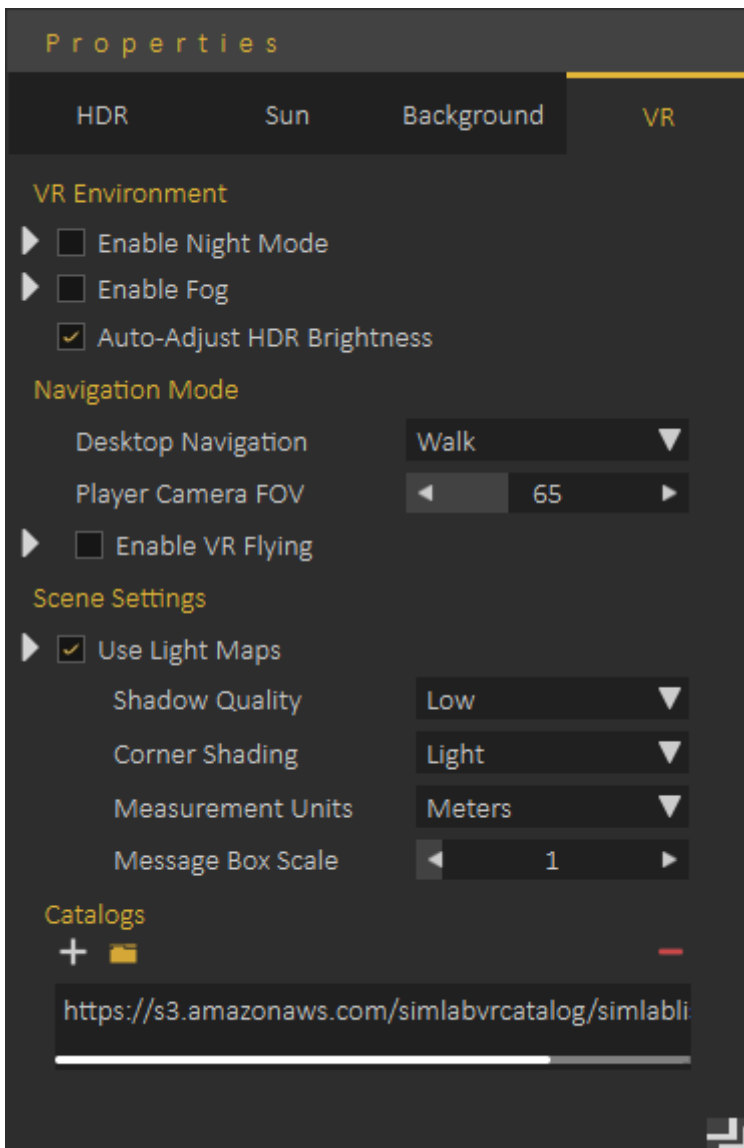 Properties
HDR Sun Background VR
VR Environment
Enable Night Mode
Enable Fog
Auto-Adjust HDR Brightness
Navigation Mode
Desktop Navigation Walk
Player Camera FOV 65
Enable VR Flying
Scene Settings
Use Light Maps
Shadow Quality Low
Corner Shading Light
Measurement Units Meters
Message Box Scale 1
Catalogs
https://s3.amazonaws.com/simlabvrcatalog/simlabli